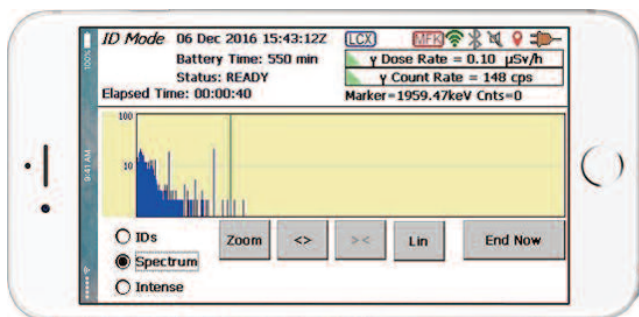 ID Mode 06 Dec 2016 15:43:12Z LCX MFK
Battery Time: 550 min γ Dose Rate = 0.10 µSv/h
Status: READY γ Count Rate = 148 cps
Elapsed Time: 00:00:40 Marker=1959.47keV Cnts=0
100
10
IDs
Spectrum
Intense
Zoom <> >< Lin End Now
100%
9:41 AM